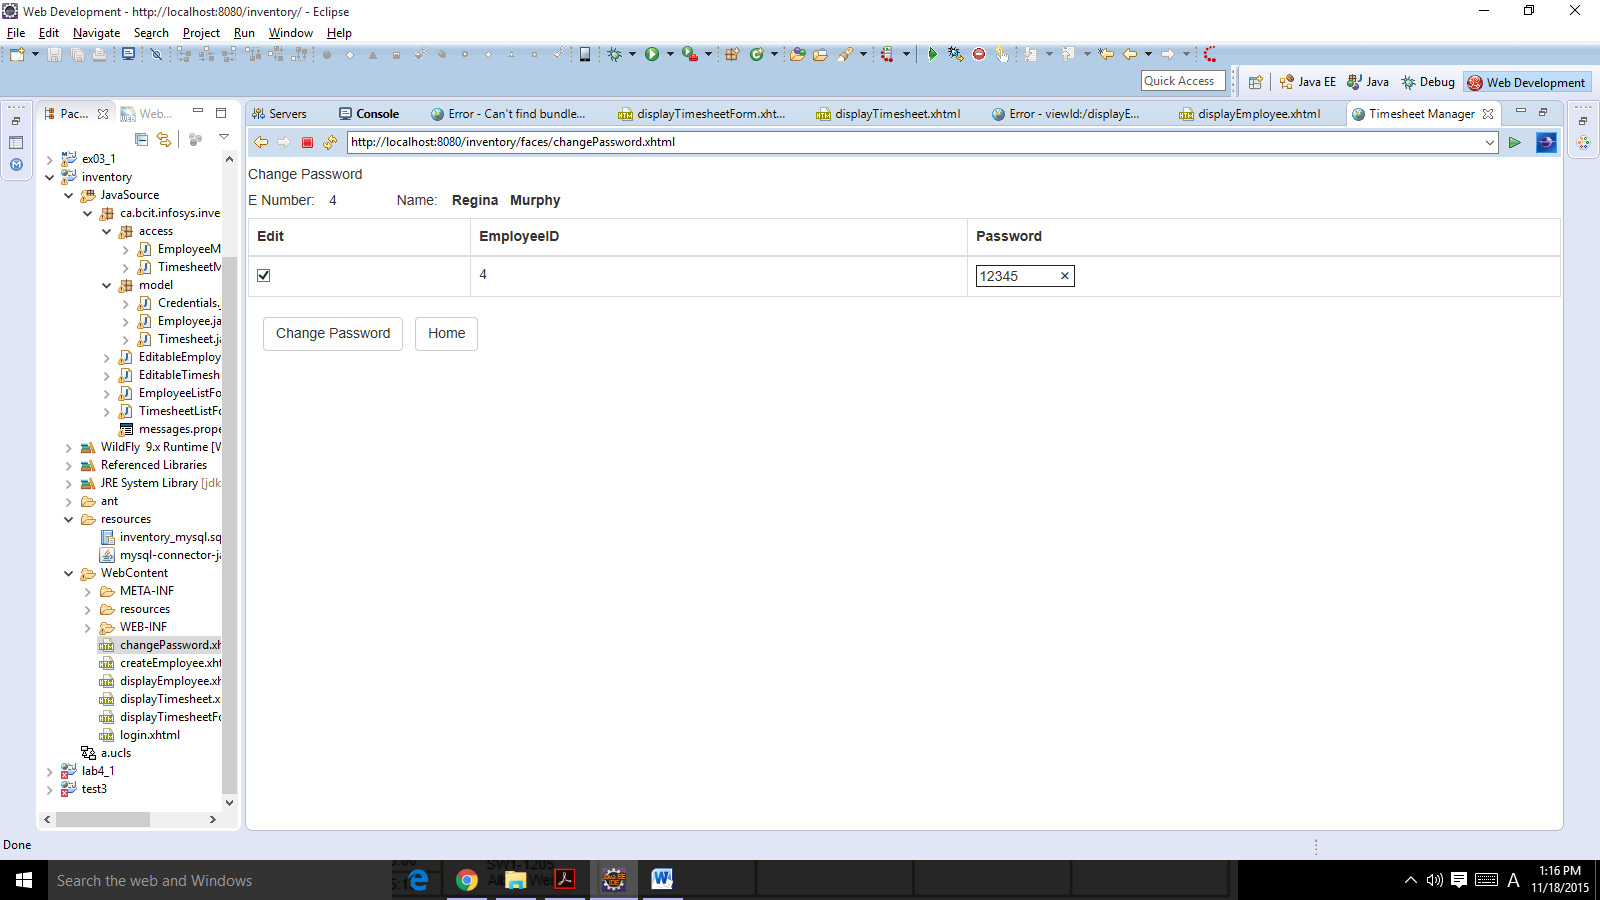 Web Development - http://localhost:8080/inventory/ - Eclipse
File Edit Navigate Search Project Run Window Help
Quick Access Java EE Java Debug Web Development
Pac... Web... Servers Console Error - Can't find bundle... displayTimesheetForm.xht... displayTimesheet.xhtml Error - viewId:/displayE... displayEmployee.xhtml Timesheet Manager
http://localhost:8080/inventory/faces/changePassword.xhtml
ex03_1
inventory
JavaSource
ca.bcit.infosys.inve
access
EmployeeM
TimesheetM
model
Credentials.
Employee.ja
Timesheet.ja
EditableEmploy
EditableTimesh
EmployeeListFo
TimesheetListFo
messages.prope
WildFly 9.x Runtime [W
Referenced Libraries
JRE System Library [jdk
ant
resources
inventory_mysql.sq
mysql-connector-ja
WebContent
META-INF
resources
WEB-INF
changePassword.xh
createEmployee.xht
displayEmployee.xh
displayTimesheet.x
displayTimesheetFo
login.xhtml
a.ucls
lab4_1
test3
Change Password
E Number: 4 Name: Regina Murphy
Edit EmployeeID Password
4 12345
Change Password Home
Done
Search the web and Windows
1:16 PM
11/18/2015